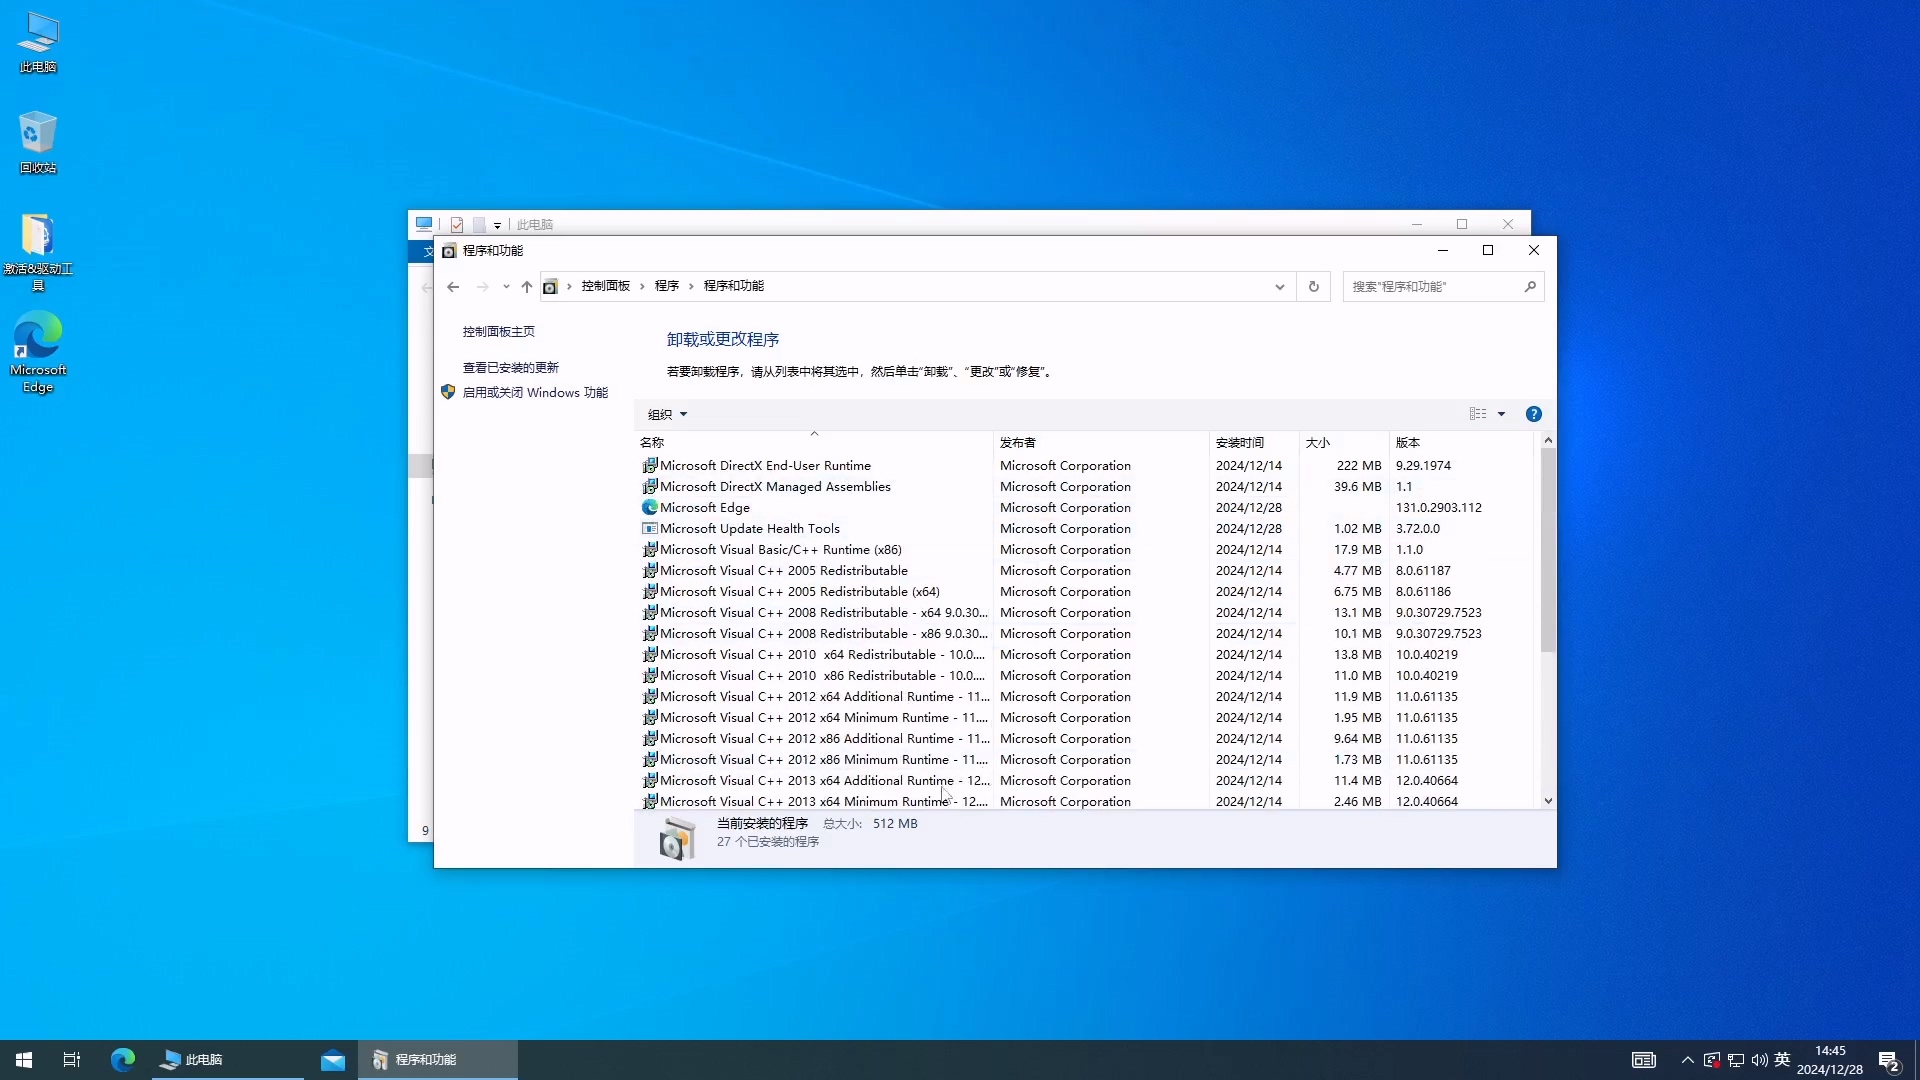 此电脑
回收站
激活&驱动工
具
Microsoft
Edge
此电脑
文
程序和功能
控制面板 › 程序 › 程序和功能
搜索"程序和功能"
控制面板主页
查看已安装的更新
启用或关闭 Windows 功能
卸载或更改程序
若要卸载程序，请从列表中将其选中，然后单击“卸载”、“更改”或“修复”。
组织
名称 发布者 安装时间 大小 版本
Microsoft DirectX End-User Runtime Microsoft Corporation 2024/12/14 222 MB 9.29.1974
Microsoft DirectX Managed Assemblies Microsoft Corporation 2024/12/14 39.6 MB 1.1
Microsoft Edge Microsoft Corporation 2024/12/28 131.0.2903.112
Microsoft Update Health Tools Microsoft Corporation 2024/12/28 1.02 MB 3.72.0.0
Microsoft Visual Basic/C++ Runtime (x86) Microsoft Corporation 2024/12/14 17.9 MB 1.1.0
Microsoft Visual C++ 2005 Redistributable Microsoft Corporation 2024/12/14 4.77 MB 8.0.61187
Microsoft Visual C++ 2005 Redistributable (x64) Microsoft Corporation 2024/12/14 6.75 MB 8.0.61186
Microsoft Visual C++ 2008 Redistributable - x64 9.0.30... Microsoft Corporation 2024/12/14 13.1 MB 9.0.30729.7523
Microsoft Visual C++ 2008 Redistributable - x86 9.0.30... Microsoft Corporation 2024/12/14 10.1 MB 9.0.30729.7523
Microsoft Visual C++ 2010  x64 Redistributable - 10.0.... Microsoft Corporation 2024/12/14 13.8 MB 10.0.40219
Microsoft Visual C++ 2010  x86 Redistributable - 10.0.... Microsoft Corporation 2024/12/14 11.0 MB 10.0.40219
Microsoft Visual C++ 2012 x64 Additional Runtime - 11... Microsoft Corporation 2024/12/14 11.9 MB 11.0.61135
Microsoft Visual C++ 2012 x64 Minimum Runtime - 11.... Microsoft Corporation 2024/12/14 1.95 MB 11.0.61135
Microsoft Visual C++ 2012 x86 Additional Runtime - 11... Microsoft Corporation 2024/12/14 9.64 MB 11.0.61135
Microsoft Visual C++ 2012 x86 Minimum Runtime - 11.... Microsoft Corporation 2024/12/14 1.73 MB 11.0.61135
Microsoft Visual C++ 2013 x64 Additional Runtime - 12... Microsoft Corporation 2024/12/14 11.4 MB 12.0.40664
Microsoft Visual C++ 2013 x64 Minimum Runtime - 12.... Microsoft Corporation 2024/12/14 2.46 MB 12.0.40664
当前安装的程序 总大小: 512 MB
27 个已安装的程序
9
此电脑
程序和功能
英
14:45
2024/12/28
2